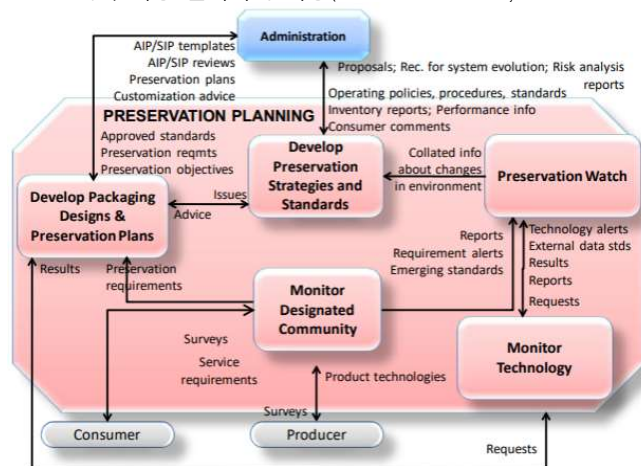 Administration
AIP/SIP templates
AIP/SIP reviews
Preservation plans
Customization advice
Proposals; Rec. for system evolution; Risk analysis
reports
Operating policies, procedures, standards
Inventory reports; Performance info
Consumer comments
PRESERVATION PLANNING
Approved standards
Preservation reqmts
Preservation objectives
Develop
Preservation
Strategies and
Standards
Collated info
about changes
in environment
Preservation Watch
Develop Packaging
Designs &
Preservation Plans
Issues
Advice
Results
Preservation
requirements
Reports
Requirement alerts
Emerging standards
Technology alerts
External data stds
Results
Reports
Requests
Monitor
Designated
Community
Monitor
Technology
Surveys
Service
requirements
Product technologies
Surveys
Consumer
Producer
Requests